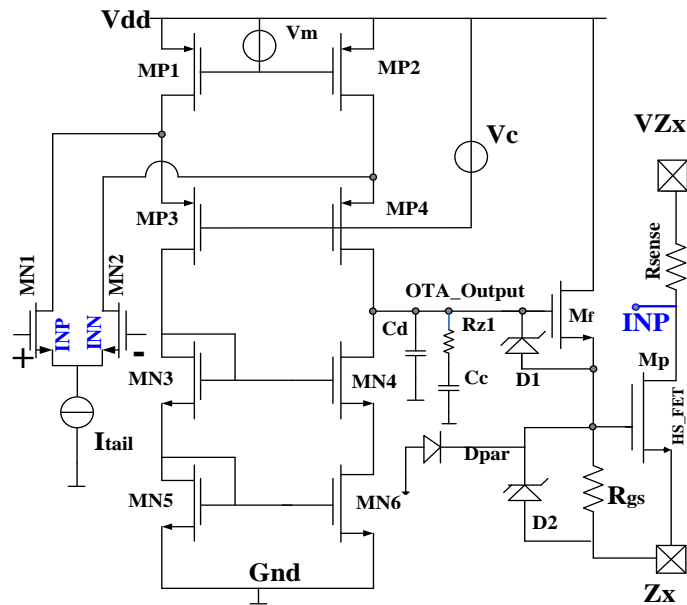 Vdd
Vm
MP1
MP2
Vc
VZx
MP3
MP4
Rsense
MN1
MN2
OTA_Output
INP
INN
+
-
Cd
Rz1
Mf
INP
Cc
D1
Mp
HS_FET
MN3
MN4
Itail
Dpar
Rgs
MN5
MN6
D2
Gnd
Zx